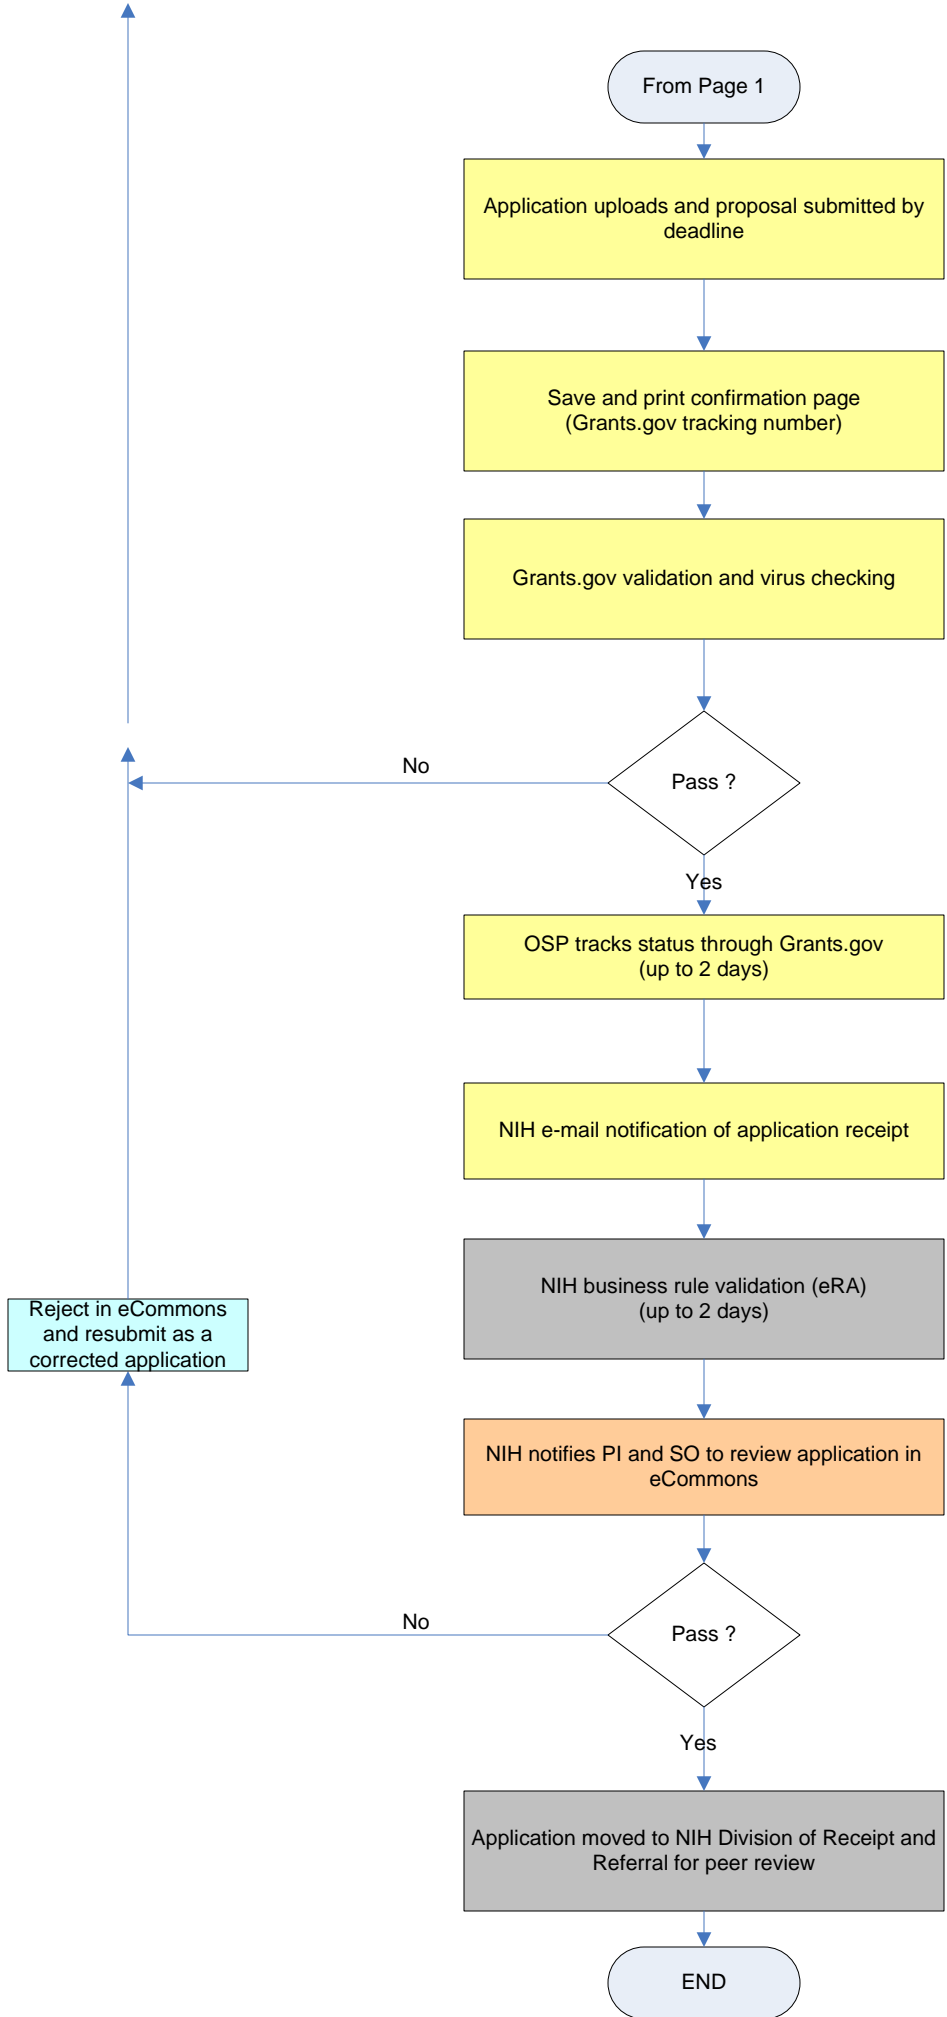 From Page 1
Application uploads and proposal submitted by
deadline
Save and print confirmation page
(Grants.gov tracking number)
Grants.gov validation and virus checking
No
Pass ?
Yes
OSP tracks status through Grants.gov
(up to 2 days)
NIH e-mail notification of application receipt
NIH business rule validation (eRA)
(up to 2 days)
Reject in eCommons
and resubmit as a
corrected application
NIH notifies PI and SO to review application in
eCommons
No
Pass ?
Yes
Application moved to NIH Division of Receipt and
Referral for peer review
END